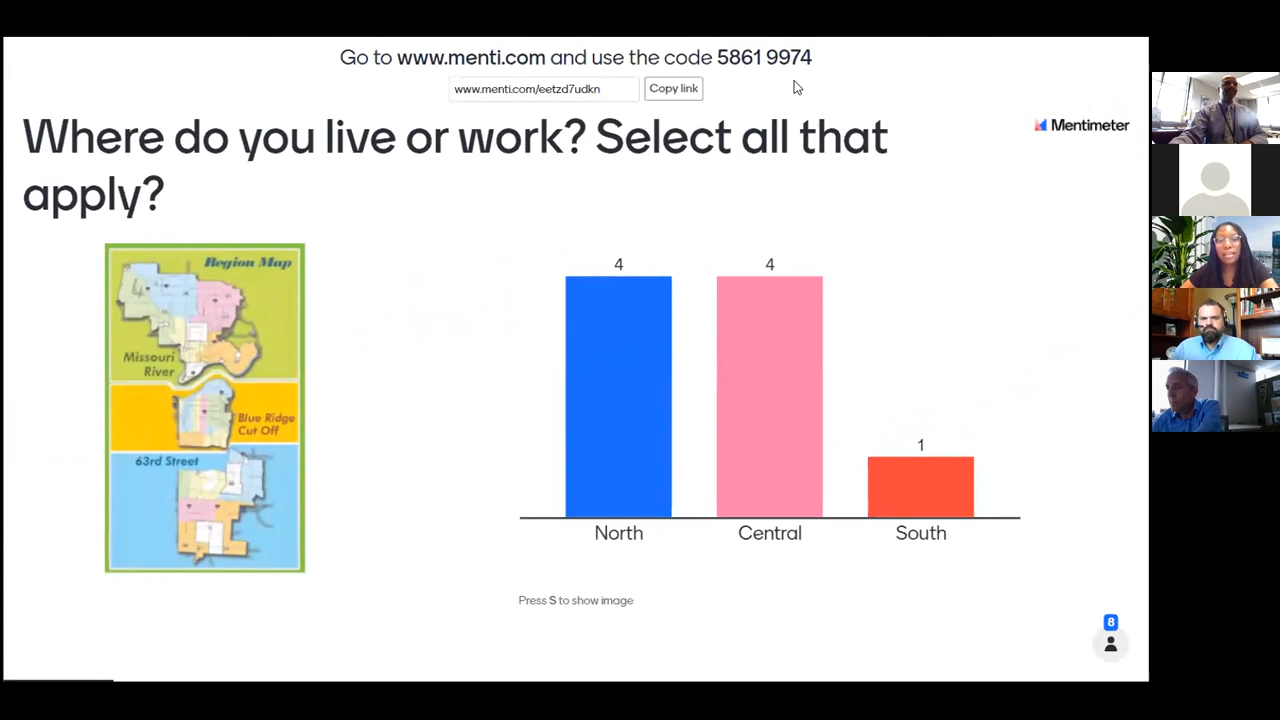 Go to www.menti.com and use the code 5861 9974
www.menti.com/eetzd7udkn
Copy link
Where do you live or work? Select all that
apply?
Mentimeter
Region Map
Missouri
River
Blue Ridge
Cut Off
63rd Street
4
4
1
North
Central
South
Press S to show image
8